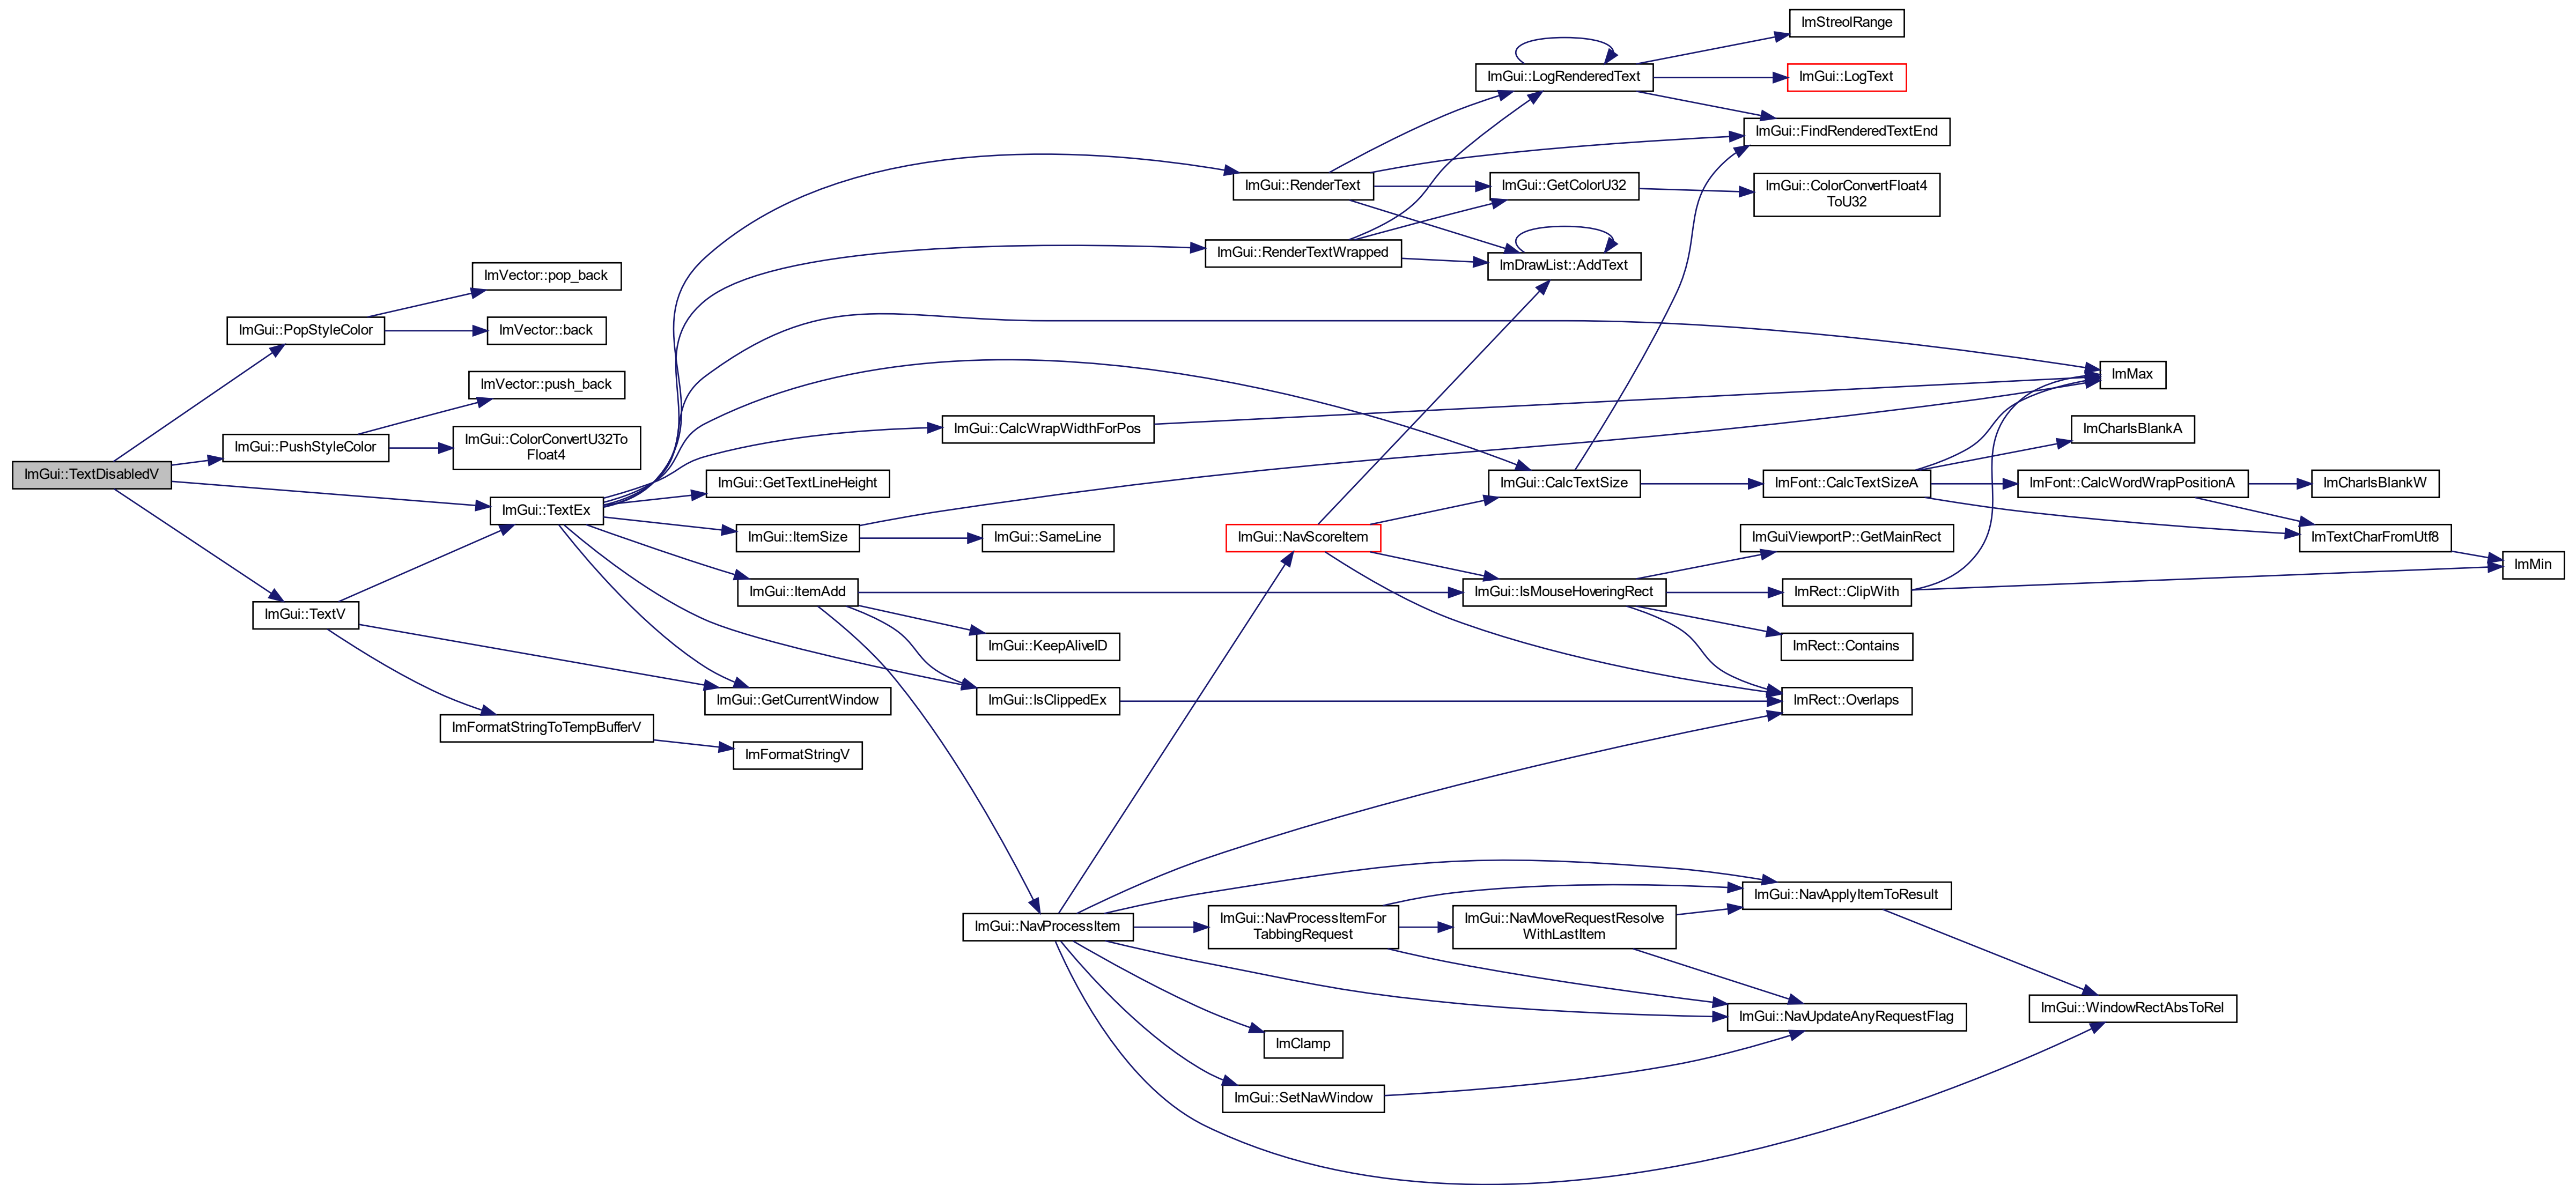 ImGui::TextDisabledV
ImGui::PopStyleColor
ImVector::pop_back
ImVector::back
ImGui::PushStyleColor
ImVector::push_back
ImGui::ColorConvertU32To
Float4
ImGui::TextEx
ImGui::TextV
ImFormatStringToTempBufferV
ImFormatStringV
ImGui::GetTextLineHeight
ImGui::ItemSize
ImGui::SameLine
ImGui::ItemAdd
ImGui::KeepAliveID
ImGui::GetCurrentWindow
ImGui::IsClippedEx
ImGui::CalcWrapWidthForPos
ImGui::RenderText
ImGui::RenderTextWrapped
ImGui::LogRenderedText
ImStreolRange
ImGui::LogText
ImGui::FindRenderedTextEnd
ImGui::GetColorU32
ImGui::ColorConvertFloat4
ToU32
ImDrawList::AddText
ImMax
ImGui::CalcTextSize
ImFont::CalcTextSizeA
ImCharIsBlankA
ImFont::CalcWordWrapPositionA
ImCharIsBlankW
ImTextCharFromUtf8
ImMin
ImGui::NavScoreItem
ImGui::IsMouseHoveringRect
ImGuiViewportP::GetMainRect
ImRect::ClipWith
ImRect::Contains
ImRect::Overlaps
ImGui::NavProcessItem
ImGui::NavProcessItemFor
TabbingRequest
ImGui::NavMoveRequestResolve
WithLastItem
ImGui::NavApplyItemToResult
ImGui::NavUpdateAnyRequestFlag
ImGui::WindowRectAbsToRel
ImClamp
ImGui::SetNavWindow